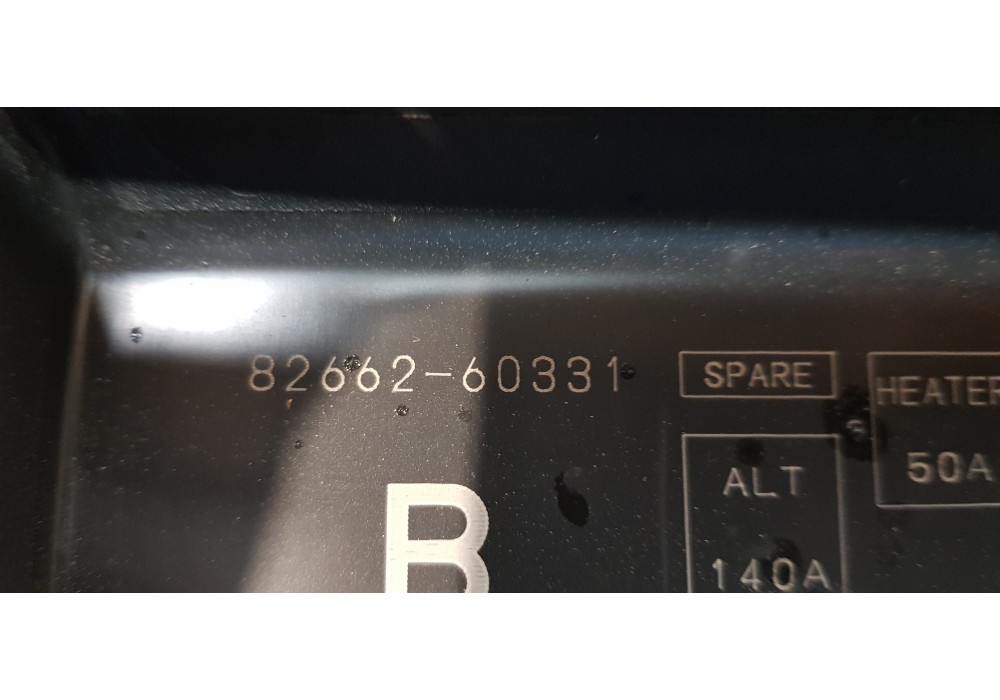 82662-60331
SPARE
HEATER
50A
ALT
140A
B